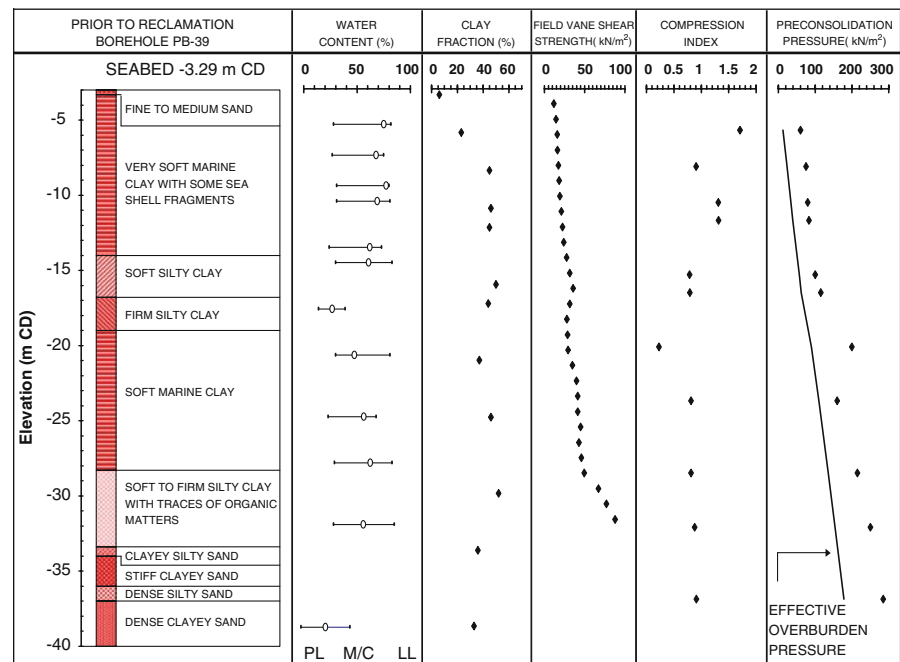 PRIOR TO RECLAMATION
BOREHOLE PB-39
WATER
CONTENT (%)
CLAY
FRACTION (%)
FIELD VANE SHEAR
STRENGTH( kN/m²)
COMPRESSION
INDEX
PRECONSOLIDATION
PRESSURE( kN/m²)
SEABED -3.29 m CD
0 50 100
0 20 40 60
0 50 100
0 0.5 1 1.5 2
0 100 200 300
Elevation (m CD)
-5
-10
-15
-20
-25
-30
-35
-40
FINE TO MEDIUM SAND
VERY SOFT MARINE
CLAY WITH SOME SEA
SHELL FRAGMENTS
SOFT SILTY CLAY
FIRM SILTY CLAY
SOFT MARINE CLAY
SOFT TO FIRM SILTY CLAY
WITH TRACES OF ORGANIC
MATTERS
CLAYEY SILTY SAND
STIFF CLAYEY SAND
DENSE SILTY SAND
DENSE CLAYEY SAND
PL M/C LL
EFFECTIVE
OVERBURDEN
PRESSURE